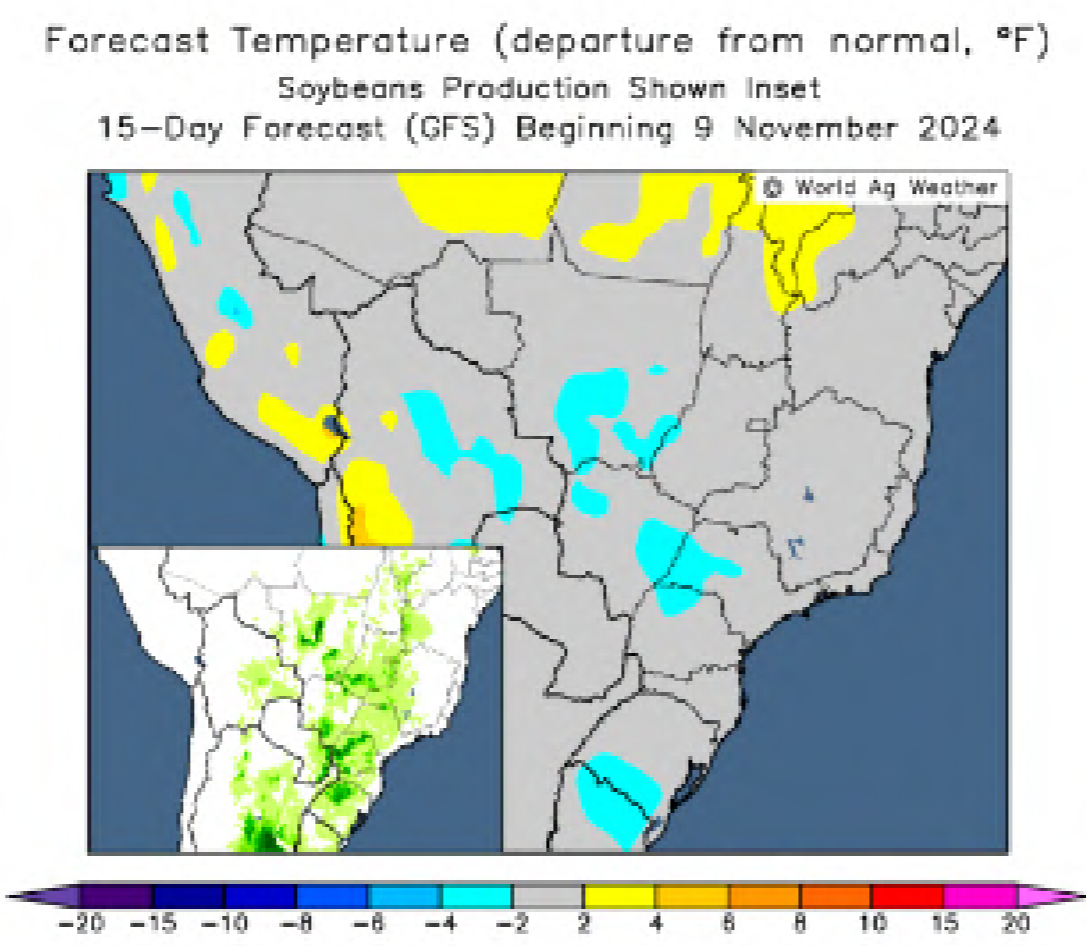 Forecast Temperature (departure from normal, °F)
Soybeans Production Shown Inset
15-Day Forecast (GFS) Beginning 9 November 2024
© World Ag Weather
-20 -15 -10 -8 -6 -4 -2 2 4 6 8 10 15 20